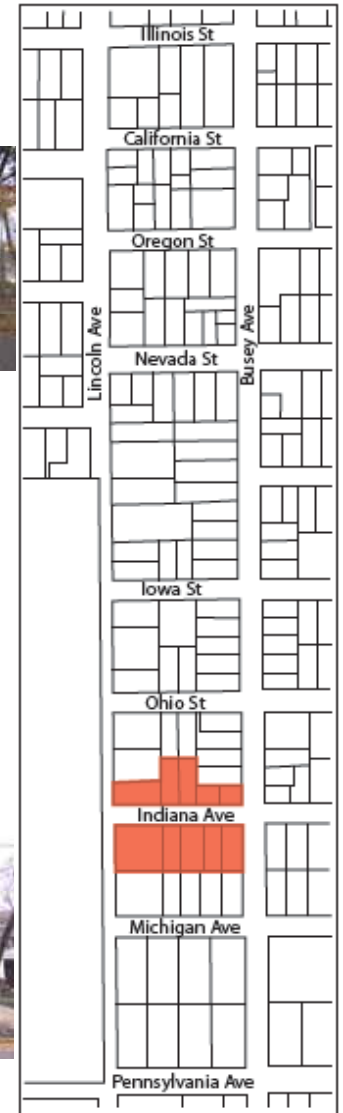 Illinois St
California St
Oregon St
Lincoln Ave
Busey Ave
Nevada St
Iowa St
Ohio St
Indiana Ave
Michigan Ave
Pennsylvania Ave